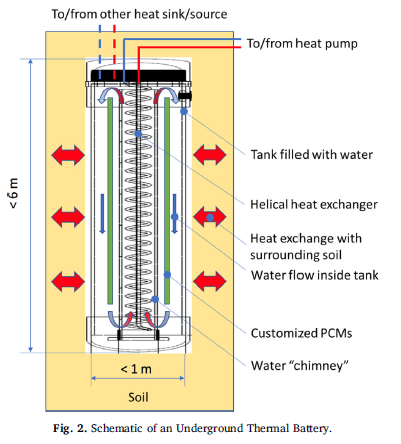 To/from other heat sink/source
To/from heat pump
< 6 m
Tank filled with water
Helical heat exchanger
Heat exchange with
surrounding soil
Water flow inside tank
Customized PCMs
Water “chimney”
< 1 m
Soil
Fig. 2. Schematic of an Underground Thermal Battery.